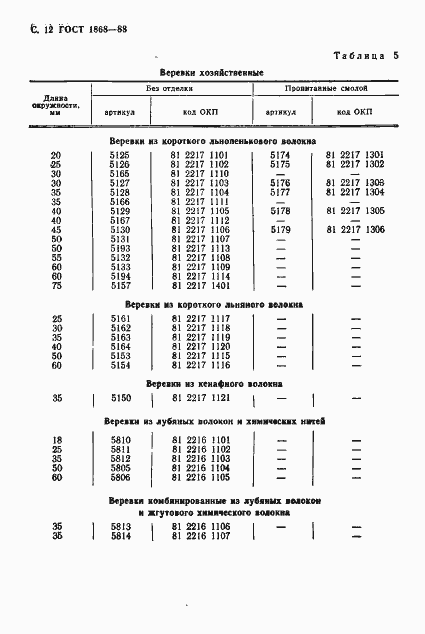 С. 12 ГОСТ 1868—88
Таблица 5
Веревки хозяйственные
Длина окружности, мм | Без отделки | Пропитанные смолой
артикул | код ОКП | артикул | код ОКП
Веревки из короткого льнопенькового волокна
20 5125 81 2217 1101 5174 81 2217 1301
25 5126 81 2217 1102 5175 81 2217 1302
30 5165 81 2217 1110 — —
30 5127 81 2217 1103 5176 81 2217 1303
35 5128 81 2217 1104 5177 81 2217 1304
35 5166 81 2217 1111 — —
40 5129 81 2217 1105 5178 81 2217 1305
40 5167 81 2217 1112 — —
45 5130 81 2217 1106 5179 81 2217 1306
50 5131 81 2217 1107 — —
50 5193 81 2217 1113 — —
55 5132 81 2217 1108 — —
60 5133 81 2217 1109 — —
60 5194 81 2217 1114 — —
75 5157 81 2217 1401 — —
Веревки из короткого льняного волокна
25 5161 81 2217 1117 — —
30 5162 81 2217 1118 — —
35 5163 81 2217 1119 — —
40 5164 81 2217 1120 — —
50 5153 81 2217 1115 — —
60 5154 81 2217 1116 — —
Веревки из кенафного волокна
35 5150 81 2217 1121 — —
Веревки из лубяных волокон и химических нитей
18 5810 81 2216 1101 — —
25 5811 81 2216 1102 — —
35 5812 81 2216 1103 — —
50 5805 81 2216 1104 — —
60 5806 81 2216 1105 — —
Веревки комбинированные из лубяных волокон
и жгутового химического волокна
35 5813 81 2216 1106 — —
35 5814 81 2216 1107 —